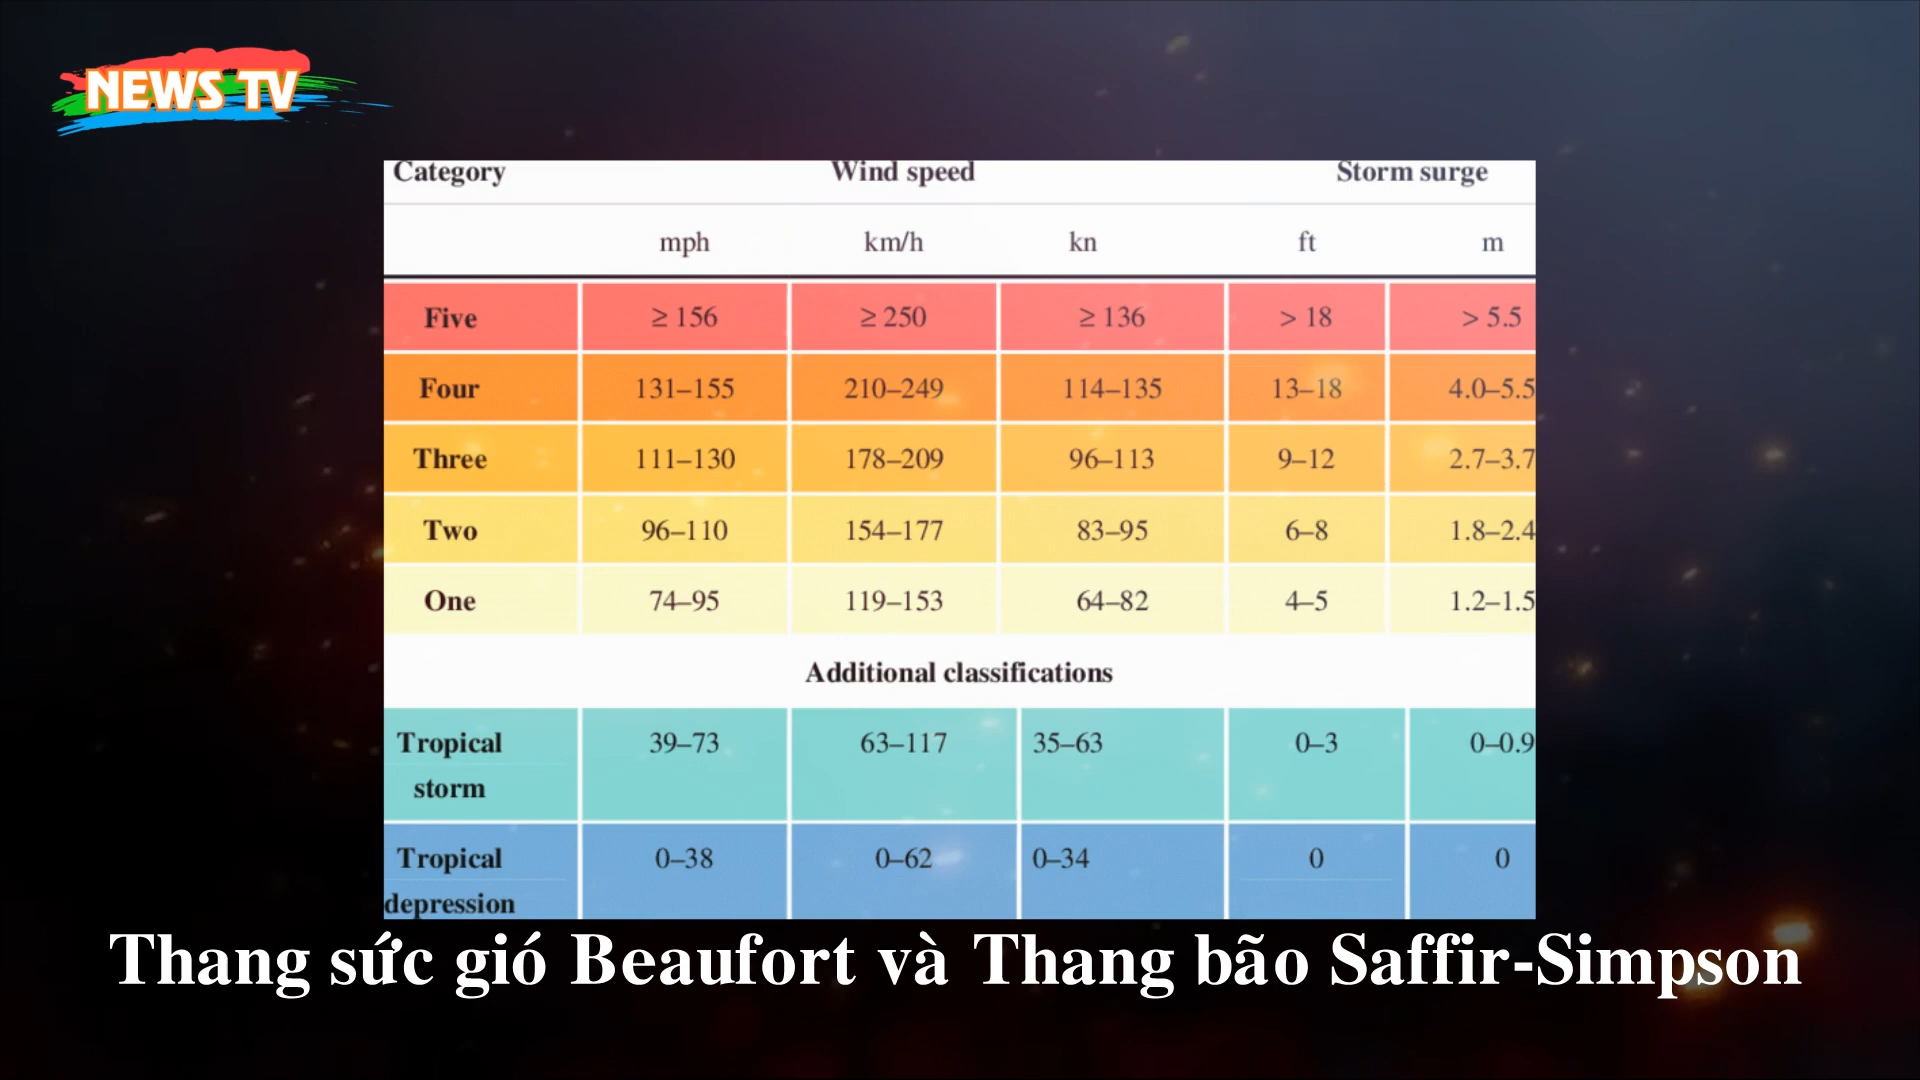 NEWS TV
Category Wind speed Storm surge
mph km/h kn ft m
Five ≥ 156 ≥ 250 ≥ 136 > 18 > 5.5
Four 131–155 210–249 114–135 13–18 4.0–5.5
Three 111–130 178–209 96–113 9–12 2.7–3.7
Two 96–110 154–177 83–95 6–8 1.8–2.4
One 74–95 119–153 64–82 4–5 1.2–1.5
Additional classifications
Tropical 39–73 63–117 35–63 0–3 0–0.9
storm
Tropical 0–38 0–62 0–34 0 0
depression
Thang sức gió Beaufort và Thang bão Saffir-Simpson